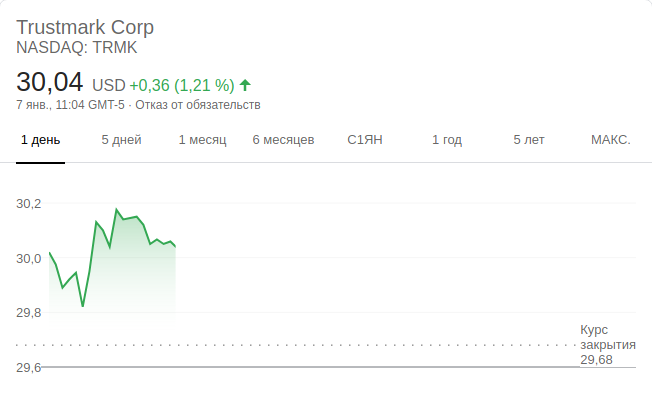 Trustmark Corp
NASDAQ: TRMK
30,04 USD +0,36 (1,21 %)
7 янв., 11:04 GMT-5 · Отказ от обязательств
1 день 5 дней 1 месяц 6 месяцев С1ЯН 1 год 5 лет МАКС.
30,2
30,0
29,8
Курс
закрытия
29,68
29,6